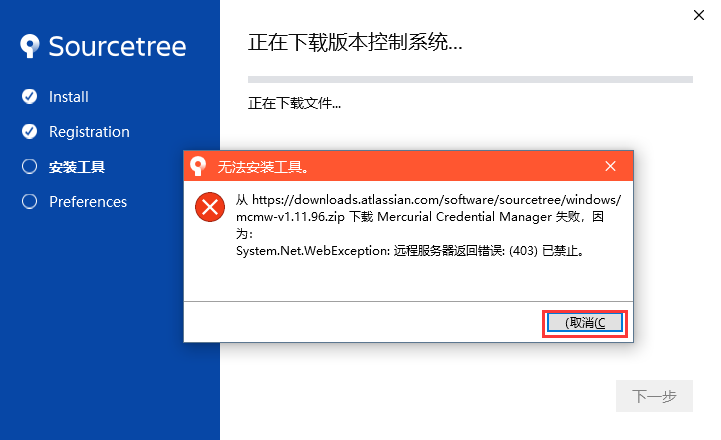 Sourcetree
Install
Registration
安装工具
Preferences
正在下载版本控制系统...
正在下载文件...
无法安装工具。
从 https://downloads.atlassian.com/software/sourcetree/windows/
mcmw-v1.11.96.zip 下载 Mercurial Credential Manager 失败，因
为:
System.Net.WebException: 远程服务器返回错误: (403) 已禁止。
(取消(C
下一步